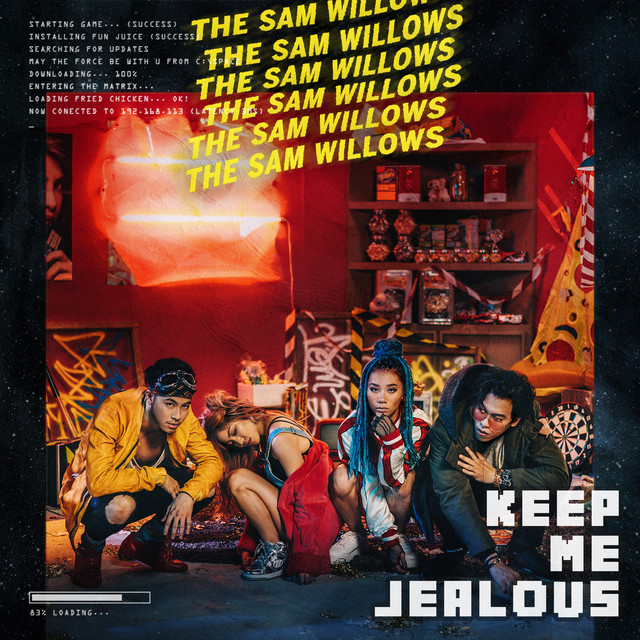 STARTING GAME... (SUCCESS)
INSTALLING FUN JUICE (SUCCESS
SEARCHING FOR UPDATES
MAY THE FORCE BE WITH U FROM C:\SPACE
DOWNLOADING... 100%
ENTERING THE MATRIX...
LOADING FRIED CHICKEN... OK!
NOW CONECTED TO 192.168.113
THE SAM WILLOWS
THE SAM WILLOWS
THE SAM WILLOWS
THE SAM WILLOWS
THE SAM WILLOWS
THE SAM WILLOWS
KEEP
ME
JEALOUS
83% LOADING...